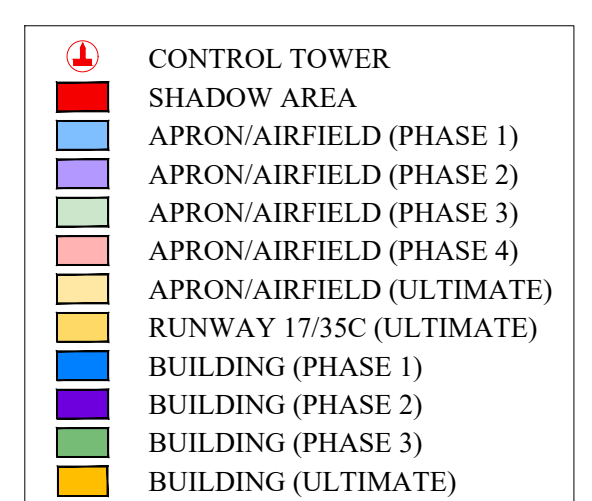 CONTROL TOWER
SHADOW AREA
APRON/AIRFIELD (PHASE 1)
APRON/AIRFIELD (PHASE 2)
APRON/AIRFIELD (PHASE 3)
APRON/AIRFIELD (PHASE 4)
APRON/AIRFIELD (ULTIMATE)
RUNWAY 17/35C (ULTIMATE)
BUILDING (PHASE 1)
BUILDING (PHASE 2)
BUILDING (PHASE 3)
BUILDING (ULTIMATE)